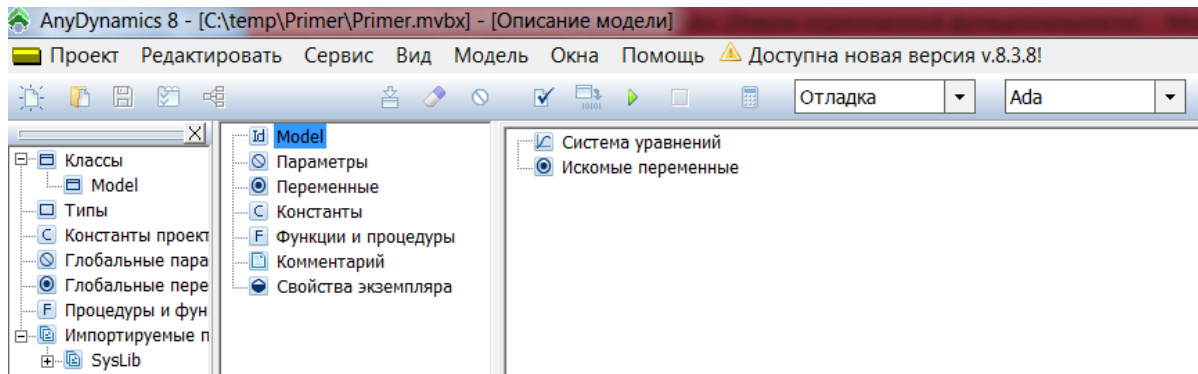 AnyDynamics 8 - [C:\temp\Primer\Primer.mvbx] - [Описание модели]
Проект Редактировать Сервис Вид Модель Окна Помощь Доступна новая версия v.8.3.8!
Отладка Ada
Классы
Model
Типы
Константы проект
Глобальные пара
Глобальные пере
Процедуры и фун
Импортируемые п
SysLib
Model
Параметры
Переменные
Константы
Функции и процедуры
Комментарий
Свойства экземпляра
Система уравнений
Искомые переменные